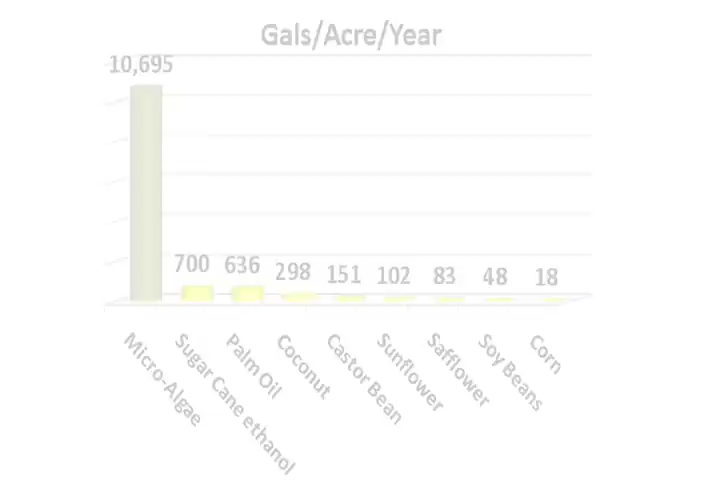 Gals/Acre/Year
10,695
700
636
298
151
102
83
48
18
Micro-Algae
Sugar Cane ethanol
Palm Oil
Coconut
Castor Bean
Sunflower
Safflower
Soy Beans
Corn